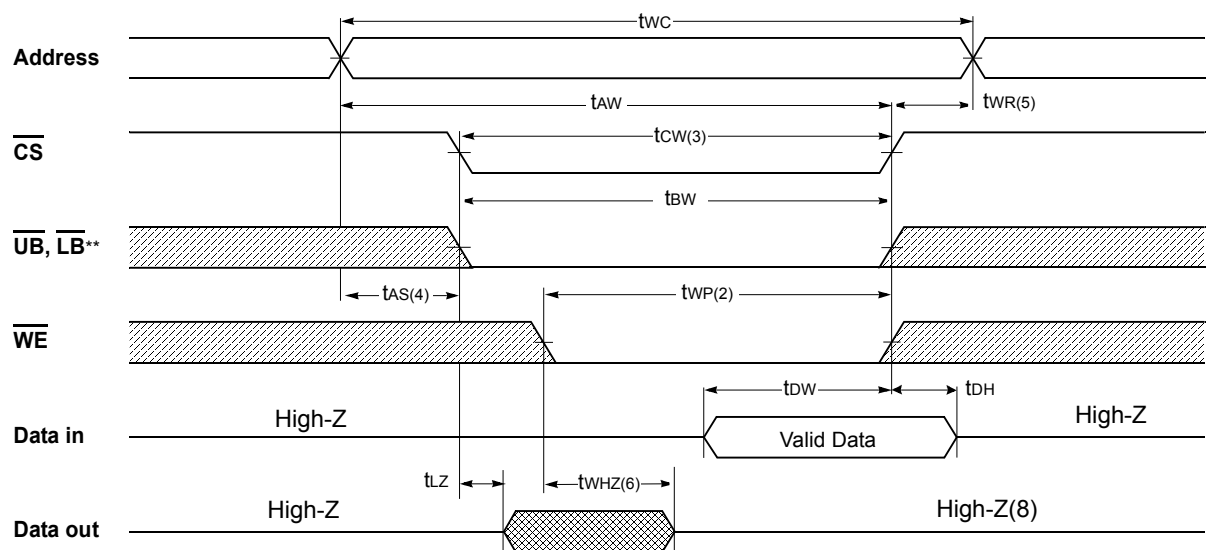 tWC
Address
tAW
tWR(5)
CS
tCW(3)
tBW
UB, LB**
tAS(4)
tWP(2)
WE
tDW
tDH
High-Z
High-Z
Data in
Valid Data
tLZ
tWHZ(6)
High-Z
High-Z(8)
Data out